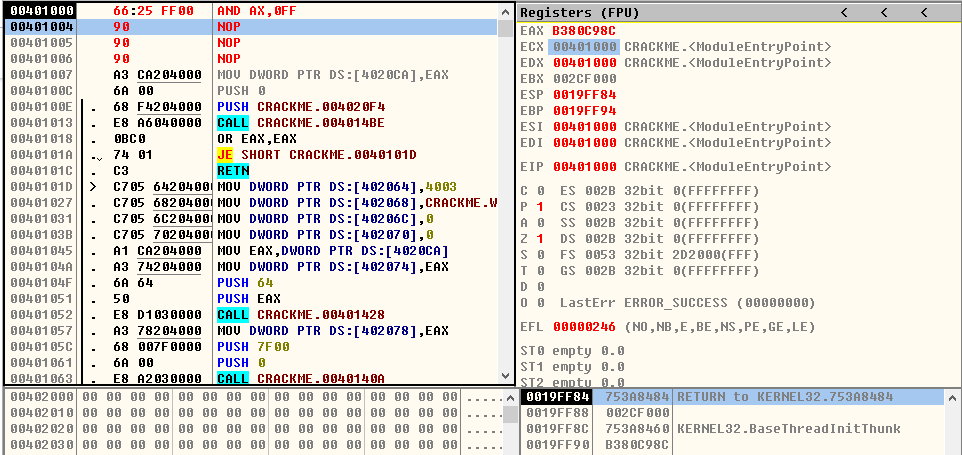 00401000 66:25 FF00 AND AX,0FF
00401004 90 NOP
00401005 90 NOP
00401006 90 NOP
00401007 A3 CA204000 MOV DWORD PTR DS:[4020CA],EAX
0040100C 6A 00 PUSH 0
0040100E . 68 F4204000 PUSH CRACKME.004020F4
00401013 . E8 A6040000 CALL CRACKME.004014BE
00401018 . 0BC0 OR EAX,EAX
0040101A . 74 01 JE SHORT CRACKME.0040101D
0040101C . C3 RETN
0040101D > C705 64204000 MOV DWORD PTR DS:[402064],4003
00401027 . C705 68204000 MOV DWORD PTR DS:[402068],CRACKME.W
00401031 . C705 6C204000 MOV DWORD PTR DS:[40206C],0
0040103B . C705 70204000 MOV DWORD PTR DS:[402070],0
00401045 . A1 CA204000 MOV EAX,DWORD PTR DS:[4020CA]
0040104A . A3 74204000 MOV DWORD PTR DS:[402074],EAX
0040104F . 6A 64 PUSH 64
00401051 . 50 PUSH EAX
00401052 . E8 D1030000 CALL CRACKME.00401428
00401057 . A3 78204000 MOV DWORD PTR DS:[402078],EAX
0040105C . 68 007F0000 PUSH 7F00
00401061 . 6A 00 PUSH 0
00401063 . E8 A2030000 CALL CRACKME.0040140A
Registers (FPU) < < <
EAX B380C98C
ECX 00401000 CRACKME.<ModuleEntryPoint>
EDX 00401000 CRACKME.<ModuleEntryPoint>
EBX 002CF000
ESP 0019FF84
EBP 0019FF94
ESI 00401000 CRACKME.<ModuleEntryPoint>
EDI 00401000 CRACKME.<ModuleEntryPoint>
EIP 00401000 CRACKME.<ModuleEntryPoint>
C 0 ES 002B 32bit 0(FFFFFFFF)
P 1 CS 0023 32bit 0(FFFFFFFF)
A 0 SS 002B 32bit 0(FFFFFFFF)
Z 1 DS 002B 32bit 0(FFFFFFFF)
S 0 FS 0053 32bit 2D2000(FFF)
T 0 GS 002B 32bit 0(FFFFFFFF)
D 0
O 0 LastErr ERROR_SUCCESS (00000000)
EFL 00000246 (NO,NB,E,BE,NS,PE,GE,LE)
ST0 empty 0.0
ST1 empty 0.0
ST2 empty 0.0
00402000 00 00 00 00 00 00 00 00 00 00 00 00 00 00 00 00 .....
00402010 00 00 00 00 00 00 00 00 00 00 00 00 00 00 00 00 .....
00402020 00 00 00 00 00 00 00 00 00 00 00 00 00 00 00 00 .....
00402030 00 00 00 00 00 00 00 00 00 00 00 00 00 00 00 00 .....
0019FF84 753A8484 RETURN to KERNEL32.753A8484
0019FF88 002CF000
0019FF8C 753A8460 KERNEL32.BaseThreadInitThunk
0019FF90 B380C98C